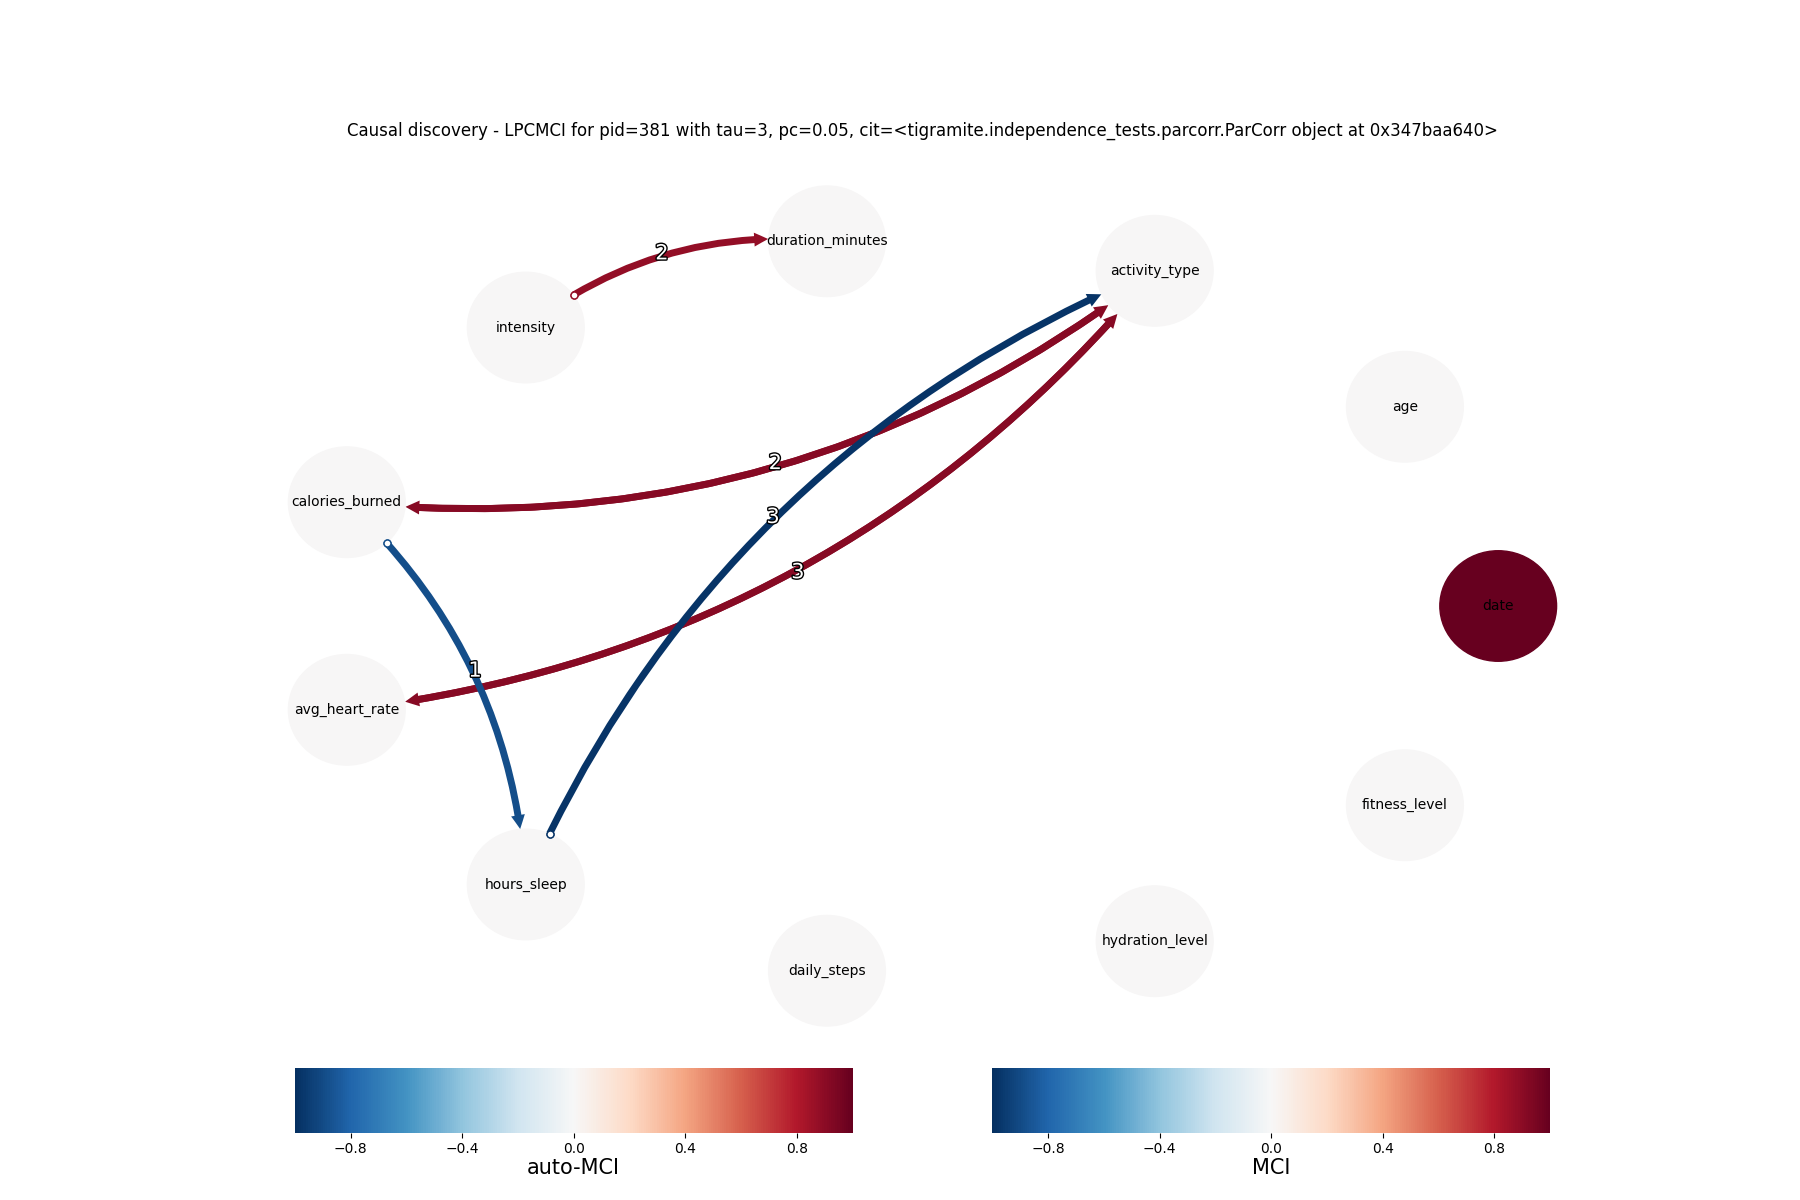 Causal discovery - LPCMCI for pid=381 with tau=3, pc=0.05, cit=<tigramite.independence_tests.parcorr.ParCorr object at 0x347baa640>
duration_minutes
2
activity_type
intensity
age
2
calories_burned
3
3
date
1
avg_heart_rate
fitness_level
hours_sleep
hydration_level
daily_steps
−0.8 −0.4 0.0 0.4 0.8
auto-MCI
−0.8 −0.4 0.0 0.4 0.8
MCI